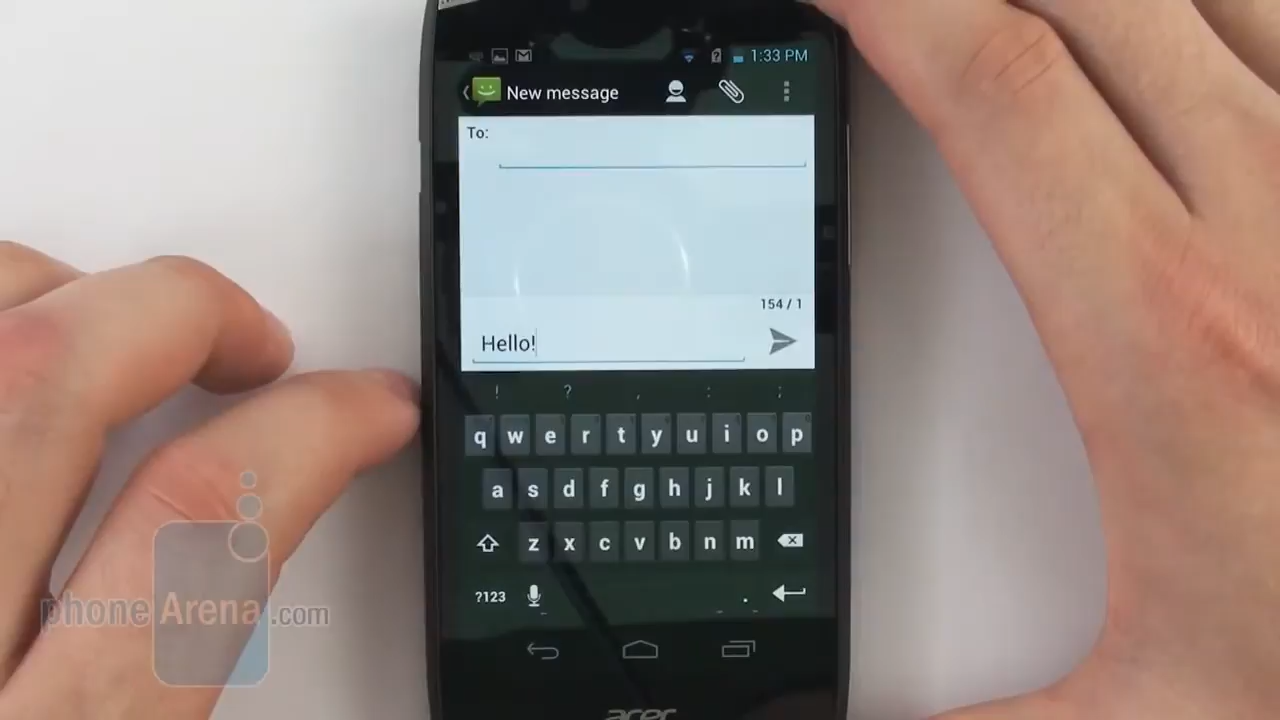 1:33 PM
New message
To:
154 / 1
Hello!
! ? , : ;
q w e r t y u i o p
a s d f g h j k l
z x c v b n m
?123 .
phoneArena.com
acer